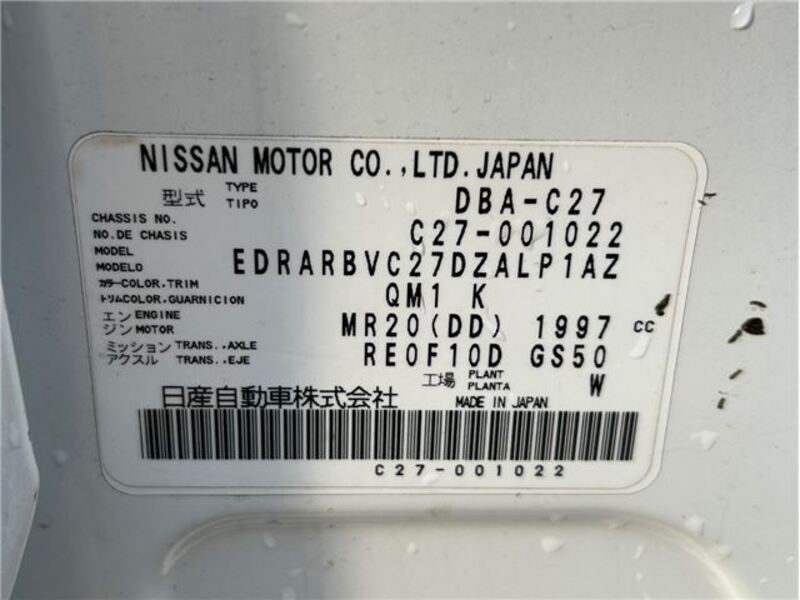 NISSAN MOTOR CO.,LTD.JAPAN
型式 TYPE TIPO DBA-C27
CHASSIS NO. NO.DE CHASIS C27-001022
MODEL MODELO EDRARBVC27DZALP1AZ
カラーCOLOR,TRIM
トリムCOLOR,GUARNICION QM1 K
エンジン ENGINE MOTOR MR20(DD) 1997 CC
ミッション TRANS.,AXLE
アクスル TRANS.,EJE RE0F10D GS50
工場 PLANT PLANTA W
日産自動車株式会社 MADE IN JAPAN
C27-001022